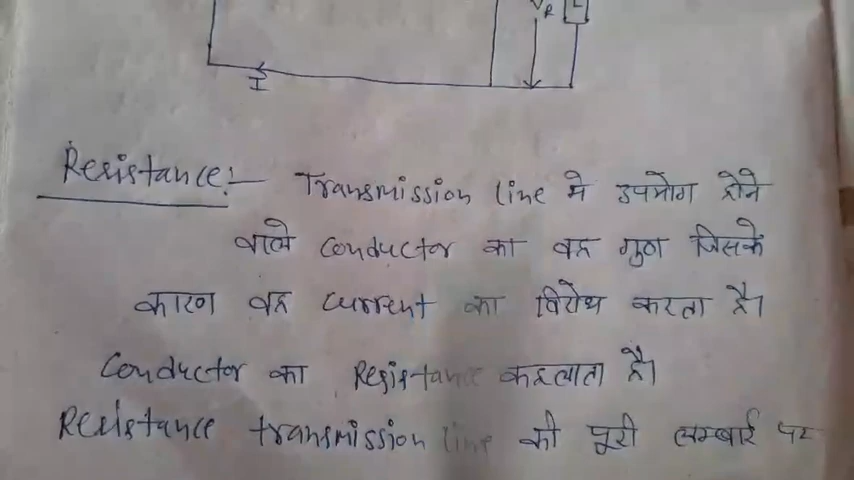 V_R
L
I
Resistance:- Transmission line मे उपयोग होने
वाले Conductor का वह गुण जिसके
कारण वह current का विरोध करता है।
Conductor का Resistance कहलाता है।
Resistance transmission line की पूरी लम्बाई पर